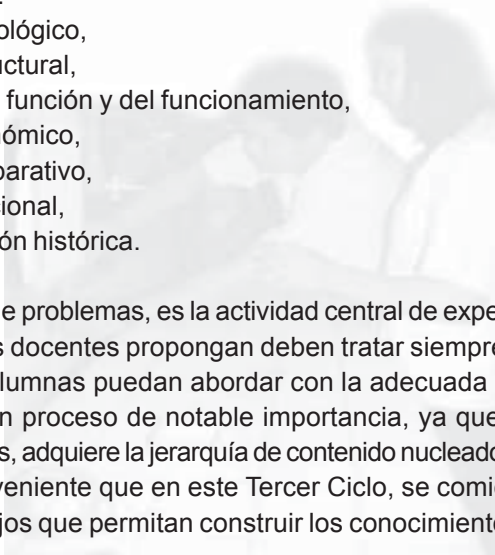 ológico,
uctural,
función y del funcionamiento,
nómico,
parativo,
cional,
ón histórica.
e problemas, es la actividad central de expe
s docentes propongan deben tratar siempre
lumnas puedan abordar con la adecuada
n proceso de notable importancia, ya que
s, adquiere la jerarquía de contenido nucleado
veniente que en este Tercer Ciclo, se comie
jos que permitan construir los conocimiento